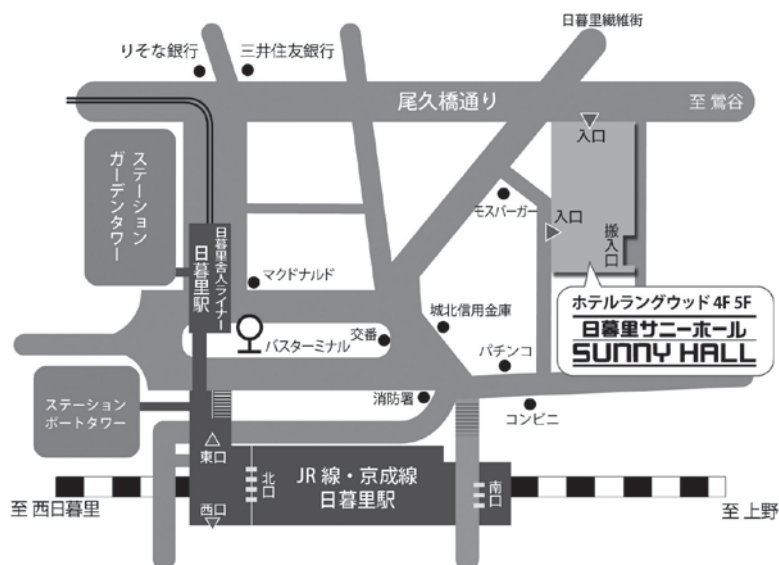 日暮里繊維街
りそな銀行
三井住友銀行
尾久橋通り
至 鶯谷
入口
ステーション
ガーデンタワー
モスバーガー
入口
搬入口
日暮里舎人ライナー
日暮里駅
マクドナルド
ホテルラングウッド 4F 5F
日暮里サニーホール
SUNNY HALL
城北信用金庫
交番
バスターミナル
パチンコ
ステーション
ポートタワー
消防署
コンビニ
東口
北口
JR 線・京成線
日暮里駅
南口
西口
至 西日暮里
至 上野